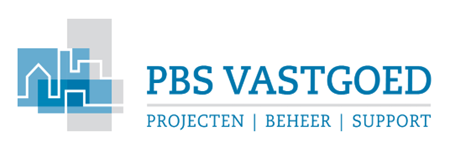 PBS VASTGOED
PROJECTEN | BEHEER | SUPPORT